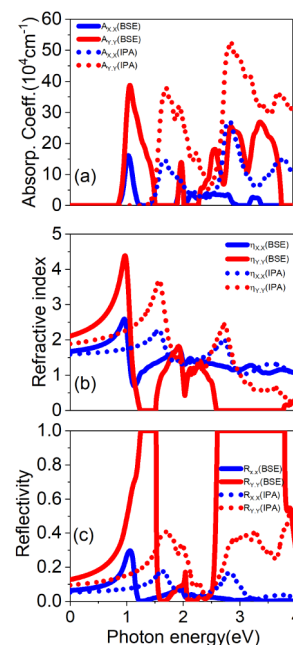 60
50
40
30
20
10
0
Absorp. Coeff.(10⁴cm⁻¹)
A_X,X(BSE)
A_Y,Y(BSE)
A_X,X(IPA)
A_Y,Y(IPA)
(a)
5
4
3
2
1
0
Refractive index
η_X,X(BSE)
η_Y,Y(BSE)
η_X,X(IPA)
η_Y,Y(IPA)
(b)
1.0
0.8
0.6
0.4
0.2
0.0
Reflectivity
R_X,X(BSE)
R_Y,Y(BSE)
R_X,X(IPA)
R_Y,Y(IPA)
(c)
0 1 2 3 4
Photon energy(eV)